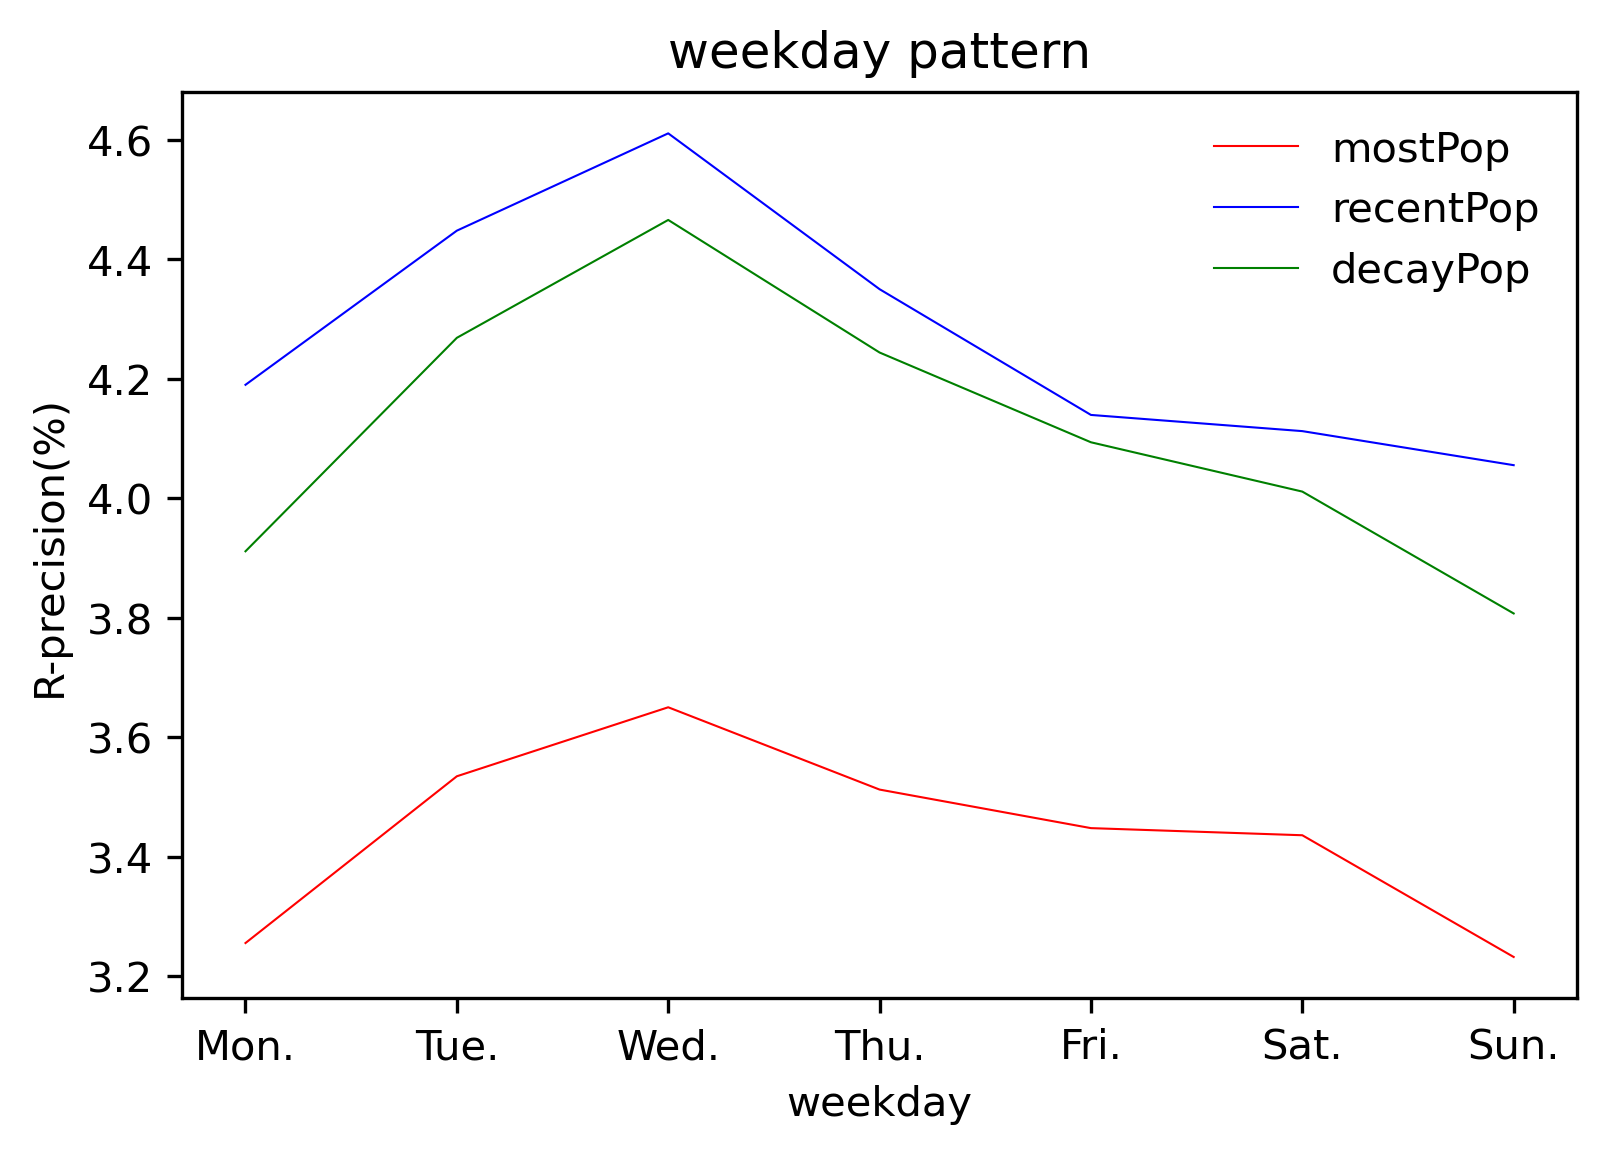 weekday pattern
mostPop
recentPop
decayPop
R-precision(%)
4.6
4.4
4.2
4.0
3.8
3.6
3.4
3.2
Mon. Tue. Wed. Thu. Fri. Sat. Sun.
weekday